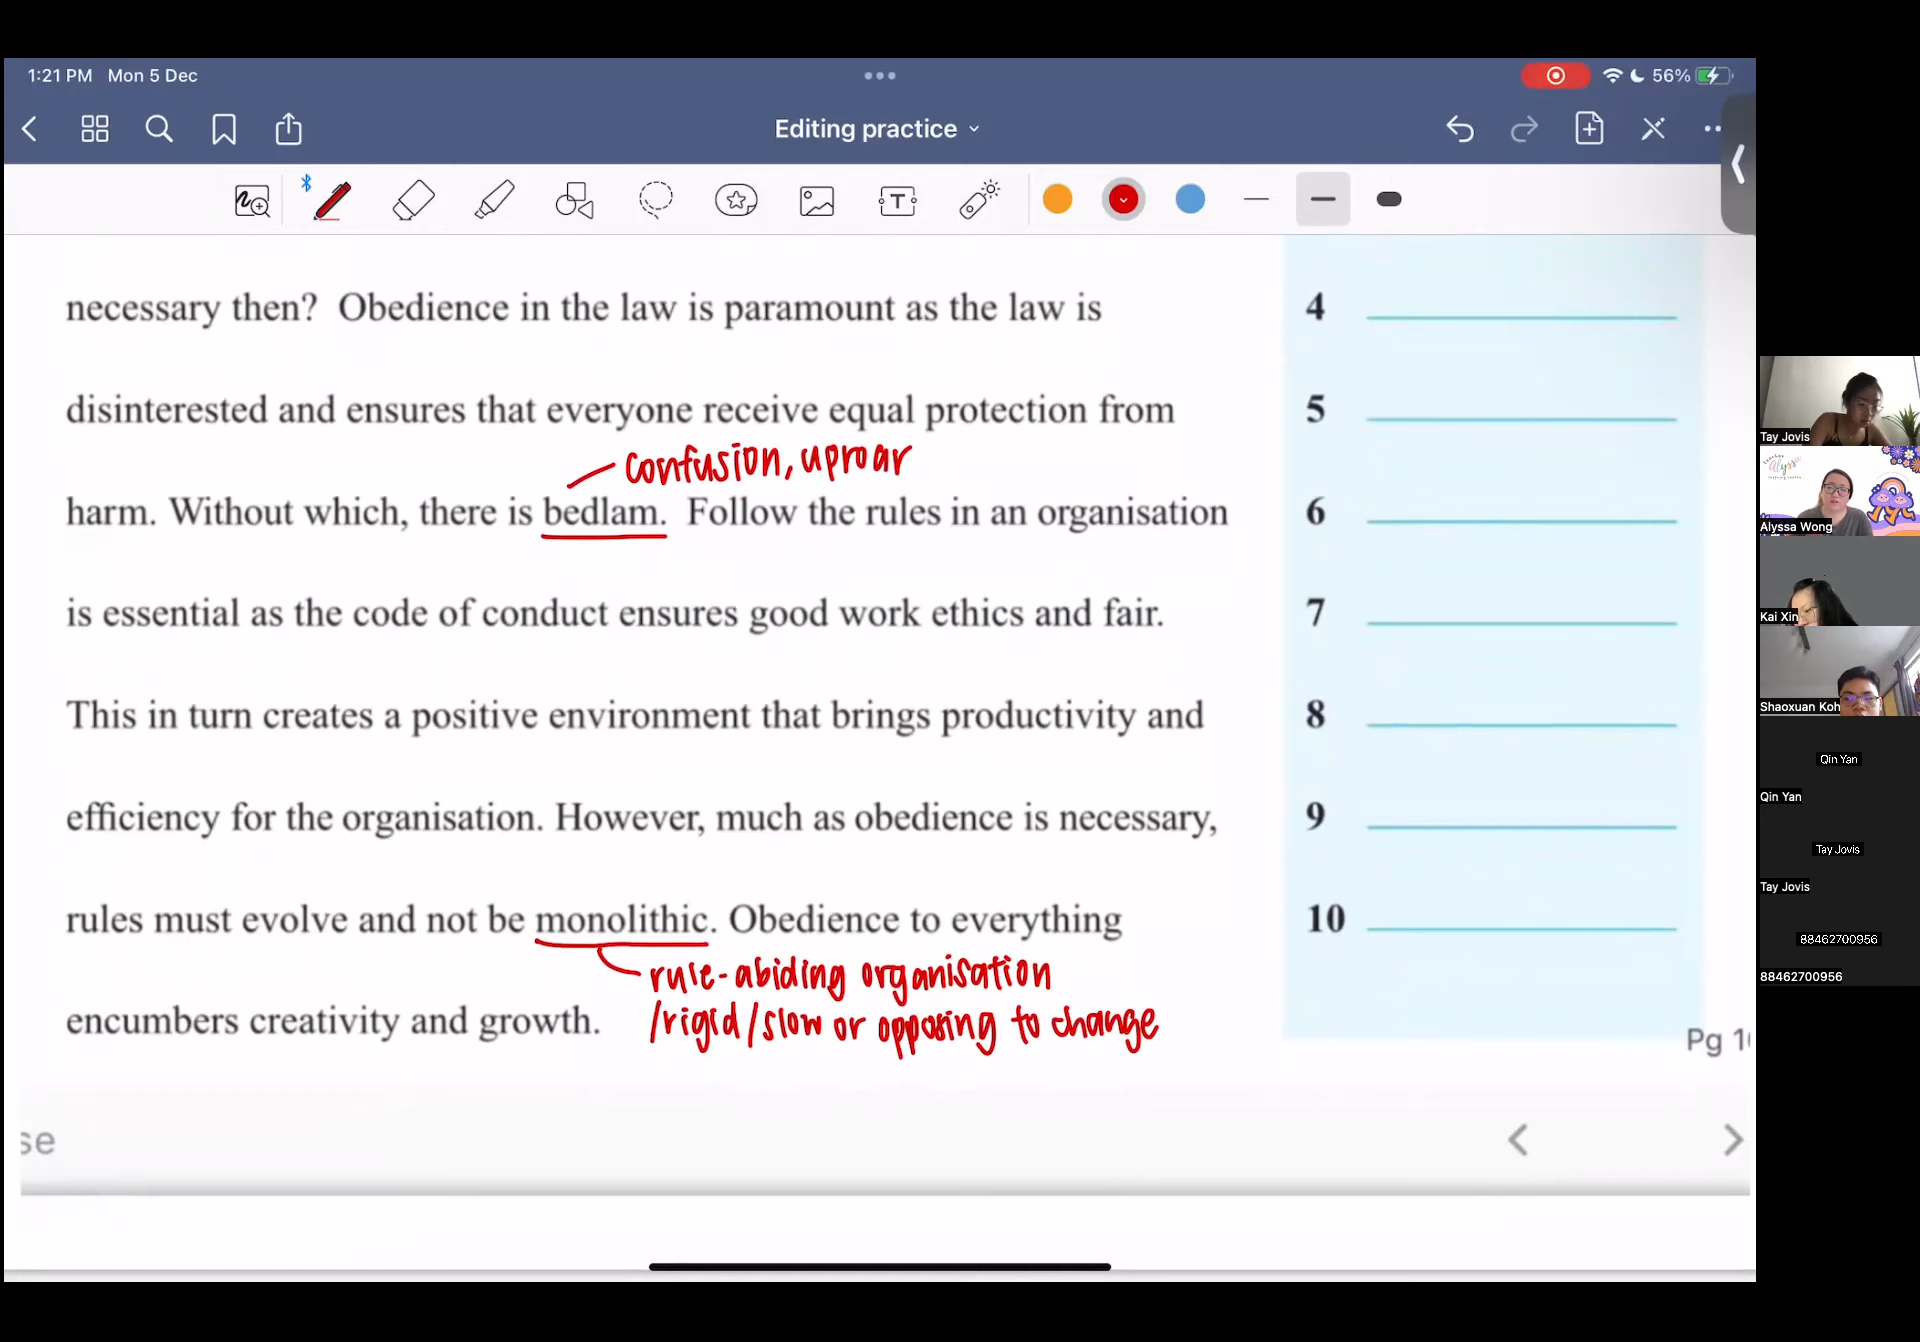 1:21 PM Mon 5 Dec
56%
Editing practice
T
necessary then? Obedience in the law is paramount as the law is
4
disinterested and ensures that everyone receive equal protection from
5
confusion, uproar
harm. Without which, there is bedlam. Follow the rules in an organisation
6
is essential as the code of conduct ensures good work ethics and fair.
7
This in turn creates a positive environment that brings productivity and
8
efficiency for the organisation. However, much as obedience is necessary,
9
rules must evolve and not be monolithic. Obedience to everything
10
rule-abiding organisation
encumbers creativity and growth.
/rigid/slow or opposing to change
Pg 1
se
Tay Jovis
Alyssa
Alyssa Wong
Kai Xin
Shaoxuan Koh
Qin Yan
Qin Yan
Tay Jovis
Tay Jovis
88462700956
88462700956